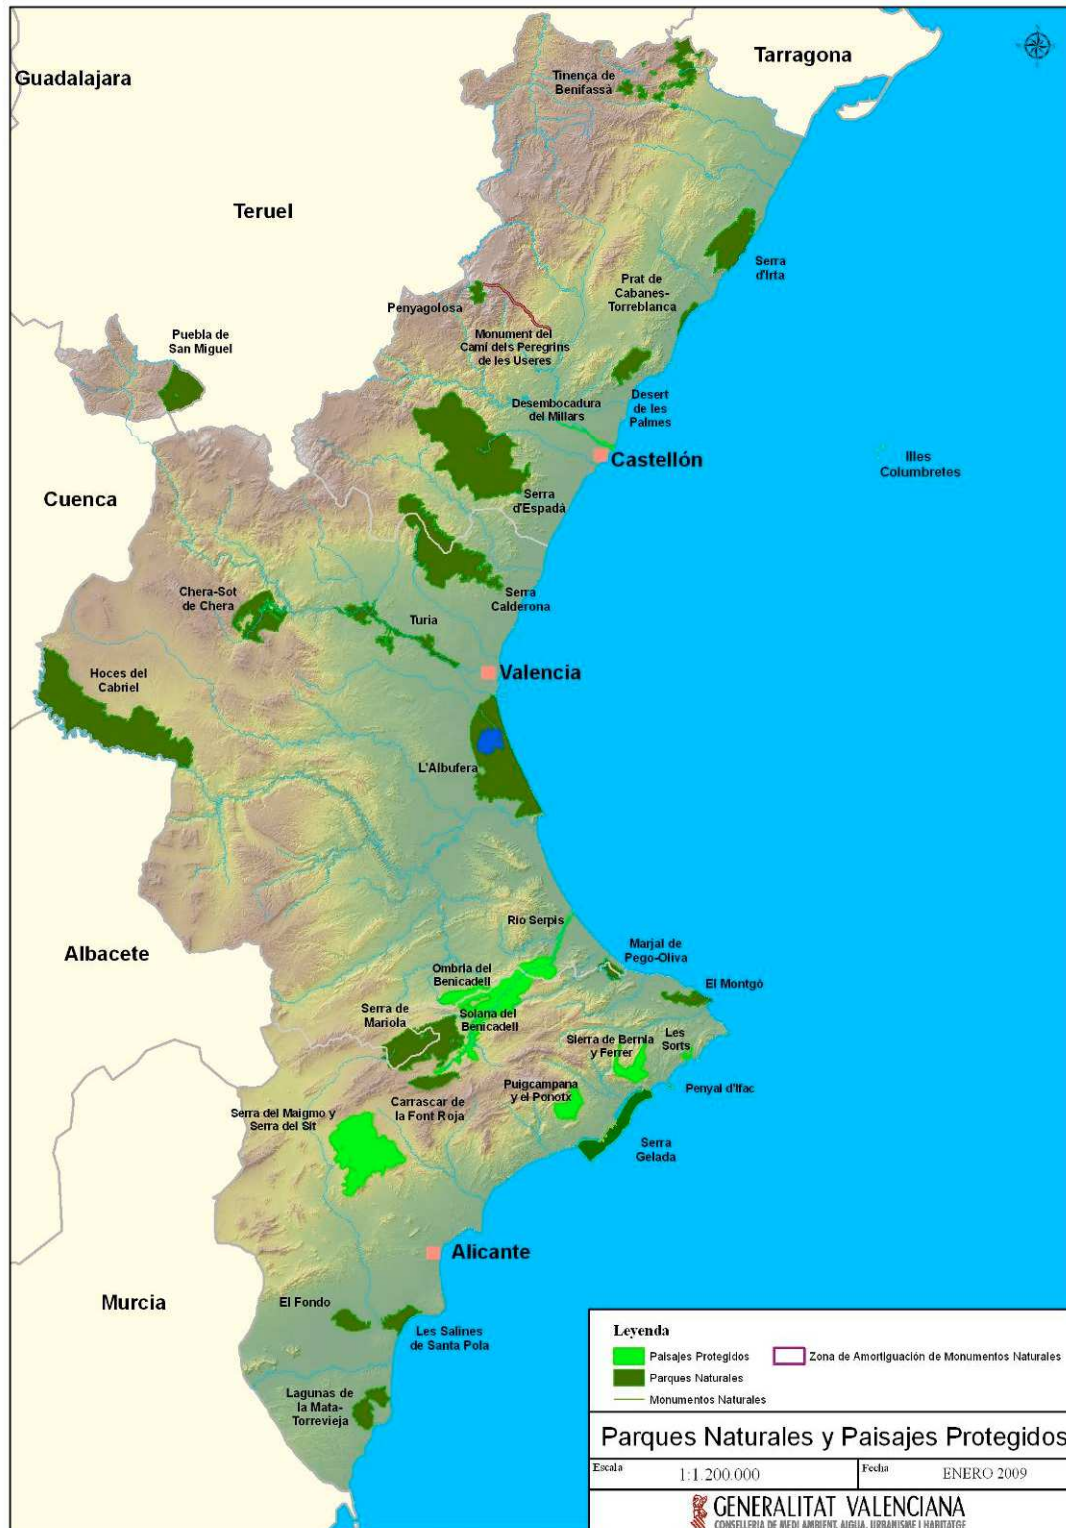 Guadalajara
Tarragona
Tinença de
Benifassà
Teruel
Serra
d'Irta
Prat de
Cabanes-
Torreblanca
Penyagolosa
Monument del
Camí dels Peregrins
de les Useres
Puebla de
San Miguel
Desembocadura
del Millars
Desert
de les
Palmes
Castellón
Illes
Columbretes
Cuenca
Serra
d'Espadà
Chera-Sot
de Chera
Serra
Calderona
Turia
Hoces del
Cabriel
Valencia
L'Albufera
Rio Serpis
Albacete
Marjal de
Pego-Oliva
Ombria del
Benicadell
El Montgó
Serra de
Mariola
Solana del
Benicadell
Sierra de Bernia
y Ferrer
Les
Sorts
Puigcampana
y el Ponotx
Penyal d'Ifac
Carrascar de
la Font Roja
Serra del Maigmo y
Serra del Sit
Serra
Gelada
Alicante
Murcia
El Fondo
Les Salines
de Santa Pola
Lagunas de
la Mata-
Torrevieja
Leyenda
Paisajes Protegidos
Zona de Amortiguación de Monumentos Naturales
Parques Naturales
Monumentos Naturales
Parques Naturales y Paisajes Protegidos
Escala
1:1.200.000
Fecha
ENERO 2009
GENERALITAT VALENCIANA
CONSELLERIA DE MEDI AMBIENT, AIGUA, URBANISME I HABITATGE